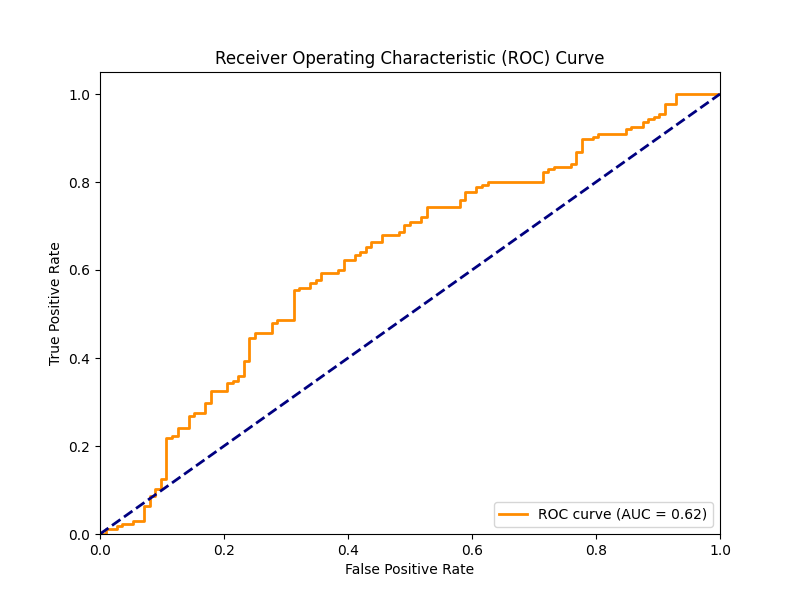 Receiver Operating Characteristic (ROC) Curve
1.0
0.8
0.6
0.4
0.2
0.0
True Positive Rate
ROC curve (AUC = 0.62)
0.0 0.2 0.4 0.6 0.8 1.0
False Positive Rate